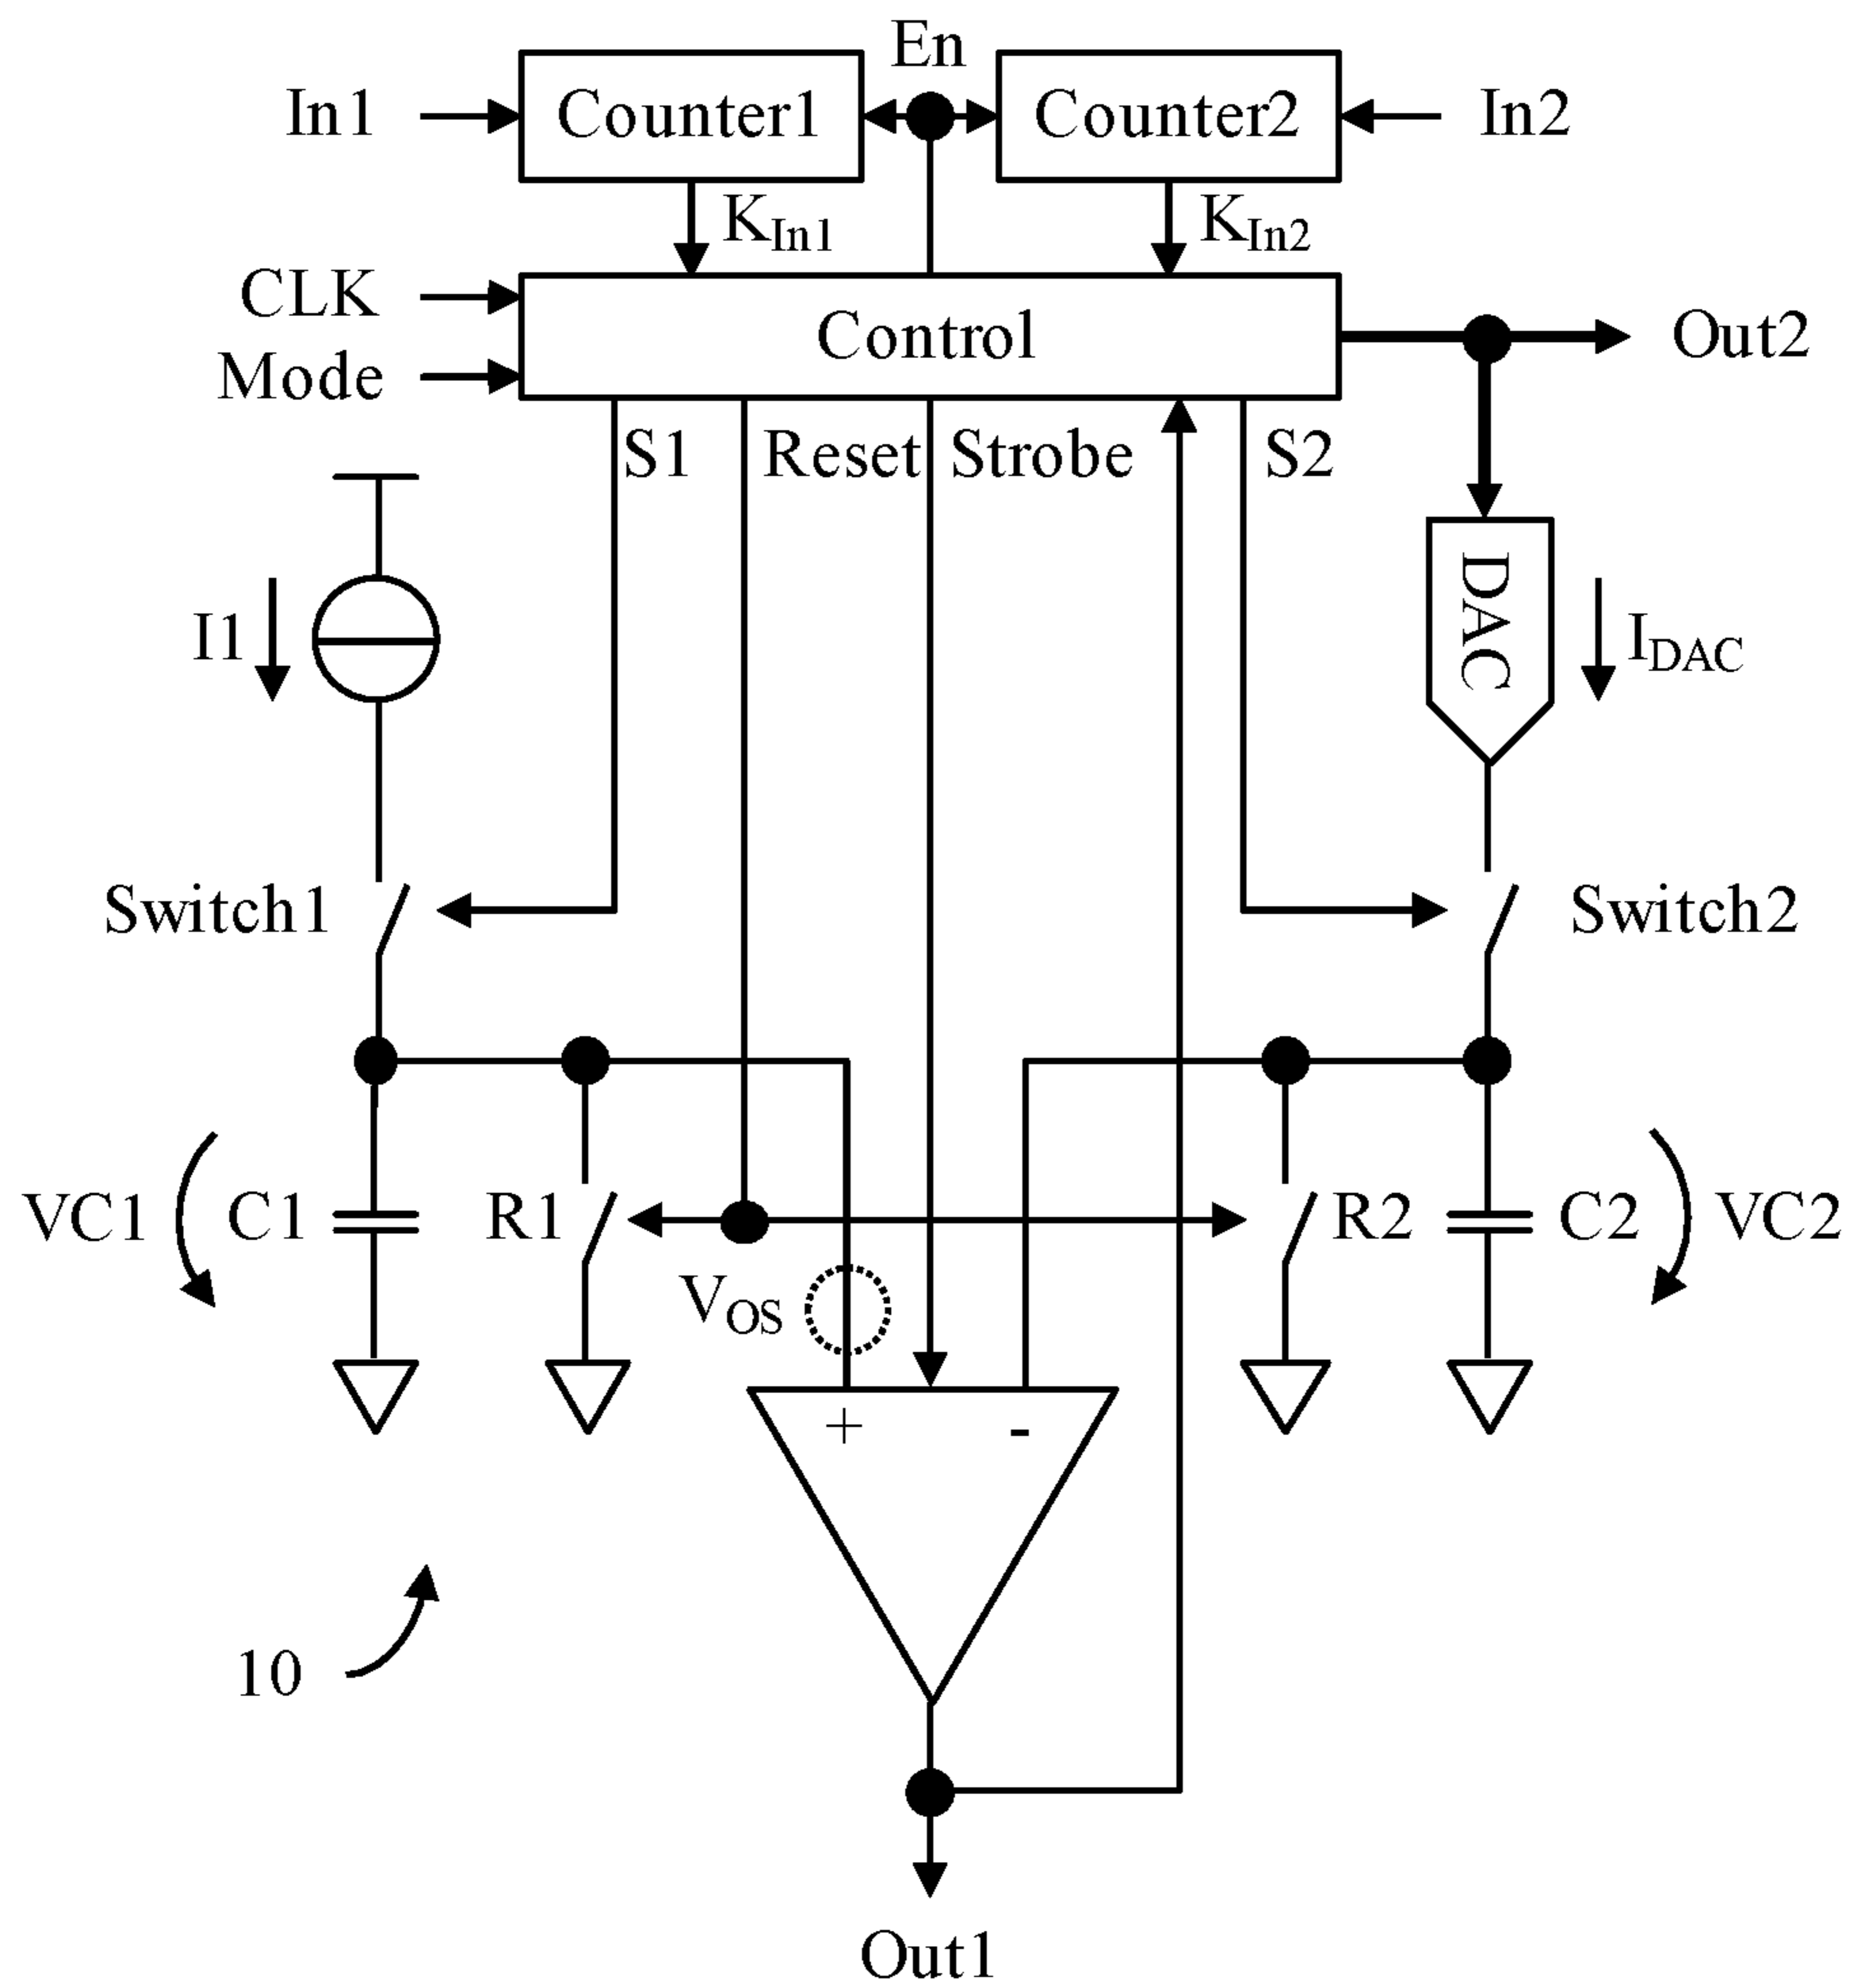 En
In1
Counter1
Counter2
In2
KIn1
KIn2
CLK
Control
Out2
Mode
S1
Reset
Strobe
S2
DAC
I1
IDAC
Switch1
Switch2
VC1
C1
R1
R2
C2
VC2
VOS
+
-
10
Out1